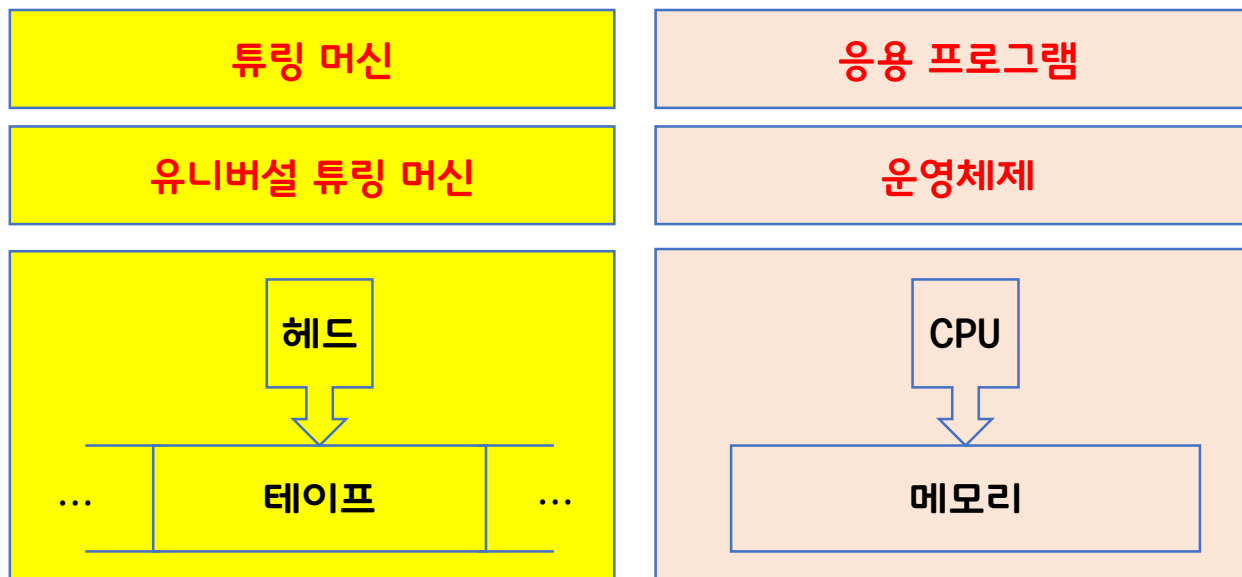 튜링 머신
응용 프로그램
유니버설 튜링 머신
운영체제
헤드
CPU
… 테이프 …
메모리